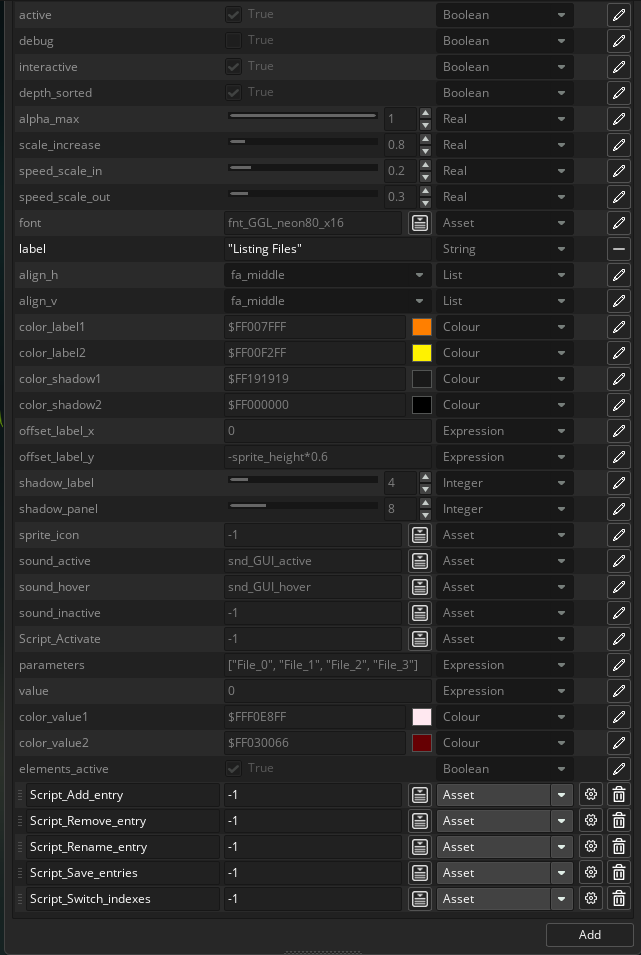 active True Boolean
debug True Boolean
interactive True Boolean
depth_sorted True Boolean
alpha_max 1 Real
scale_increase 0.8 Real
speed_scale_in 0.2 Real
speed_scale_out 0.3 Real
font fnt_GGL_neon80_x16 Asset
label "Listing Files" String
align_h fa_middle List
align_v fa_middle List
color_label1 $FF007FFF Colour
color_label2 $FF00F2FF Colour
color_shadow1 $FF191919 Colour
color_shadow2 $FF000000 Colour
offset_label_x 0 Expression
offset_label_y -sprite_height*0.6 Expression
shadow_label 4 Integer
shadow_panel 8 Integer
sprite_icon -1 Asset
sound_active snd_GUI_active Asset
sound_hover snd_GUI_hover Asset
sound_inactive -1 Asset
Script_Activate -1 Asset
parameters ["File_0", "File_1", "File_2", "File_3"] Expression
value 0 Expression
color_value1 $FFF0E8FF Colour
color_value2 $FF030066 Colour
elements_active True Boolean
Script_Add_entry -1 Asset
Script_Remove_entry -1 Asset
Script_Rename_entry -1 Asset
Script_Save_entries -1 Asset
Script_Switch_indexes -1 Asset
Add